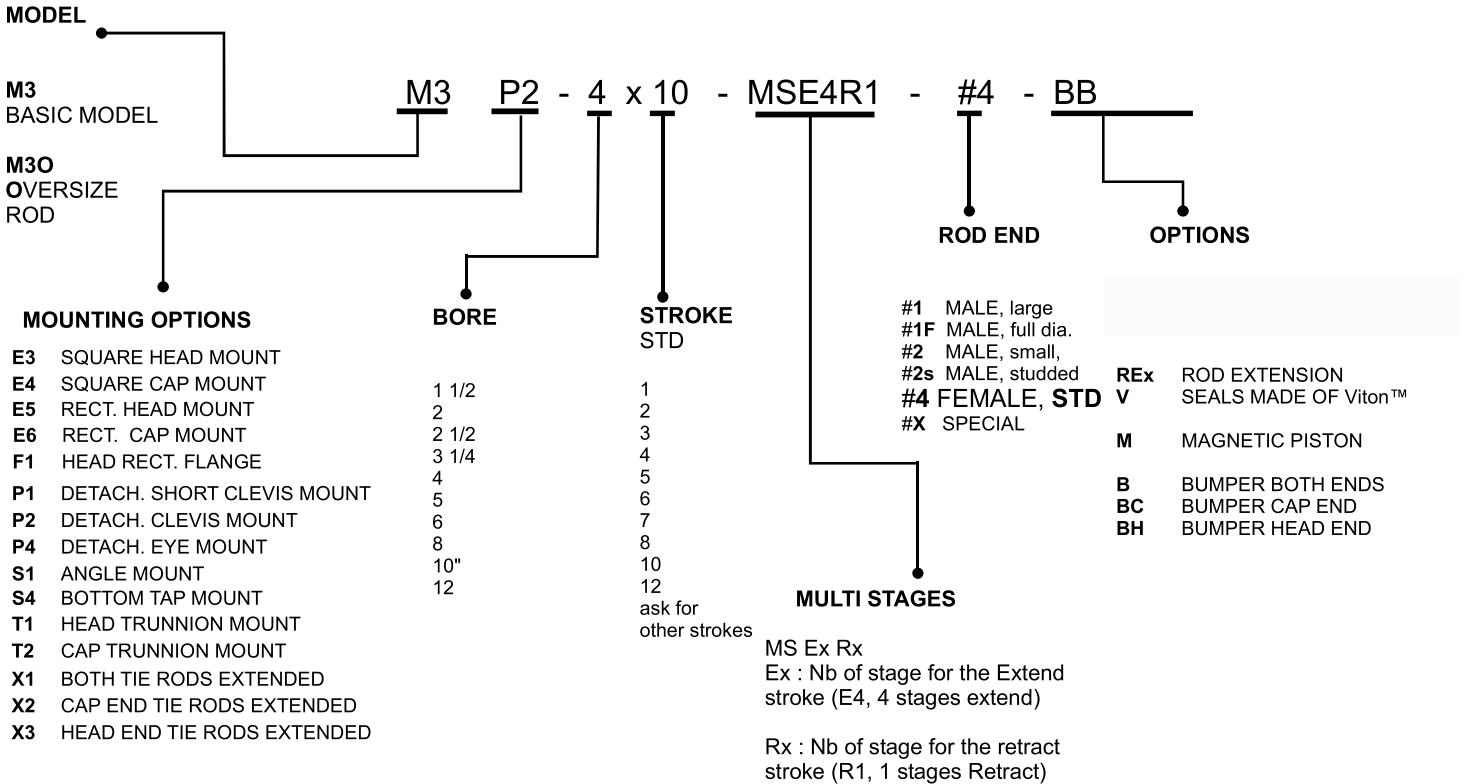 MODEL
M3 P2 - 4 x 10 - MSE4R1 - #4 - BB
M3
BASIC MODEL
M3O
OVERSIZE
ROD
MOUNTING OPTIONS
E3 SQUARE HEAD MOUNT
E4 SQUARE CAP MOUNT
E5 RECT. HEAD MOUNT
E6 RECT. CAP MOUNT
F1 HEAD RECT. FLANGE
P1 DETACH. SHORT CLEVIS MOUNT
P2 DETACH. CLEVIS MOUNT
P4 DETACH. EYE MOUNT
S1 ANGLE MOUNT
S4 BOTTOM TAP MOUNT
T1 HEAD TRUNNION MOUNT
T2 CAP TRUNNION MOUNT
X1 BOTH TIE RODS EXTENDED
X2 CAP END TIE RODS EXTENDED
X3 HEAD END TIE RODS EXTENDED
BORE
1 1/2
2
2 1/2
3 1/4
4
5
6
8
10"
12
STROKE
STD
1
2
3
4
5
6
7
8
10
12
ask for
other strokes
MULTI STAGES
MS Ex Rx
Ex : Nb of stage for the Extend
stroke (E4, 4 stages extend)
Rx : Nb of stage for the retract
stroke (R1, 1 stages Retract)
ROD END
#1 MALE, large
#1F MALE, full dia.
#2 MALE, small,
#2s MALE, studded
#4 FEMALE, STD
#X SPECIAL
OPTIONS
REx ROD EXTENSION
V SEALS MADE OF Viton™
M MAGNETIC PISTON
B BUMPER BOTH ENDS
BC BUMPER CAP END
BH BUMPER HEAD END